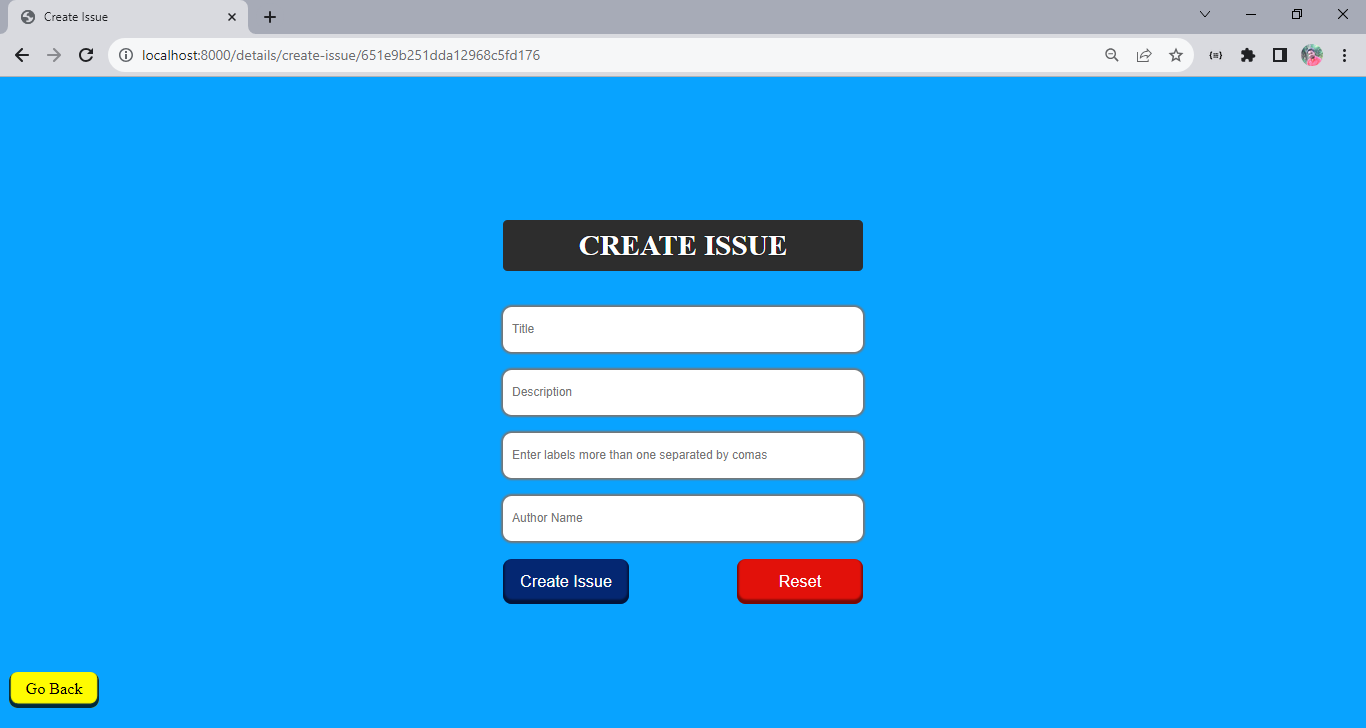 Create Issue
localhost:8000/details/create-issue/651e9b251dda12968c5fd176
CREATE ISSUE
Title
Description
Enter labels more than one separated by comas
Author Name
Create Issue
Reset
Go Back